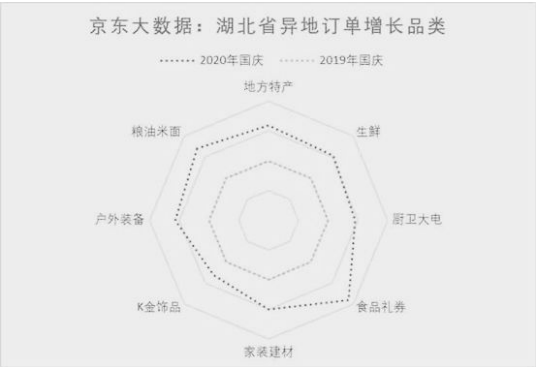 京东大数据：湖北省异地订单增长品类
2020年国庆 2019年国庆
地方特产
粮油米面 生鲜
户外装备 厨卫大电
K金饰品 食品礼券
家装建材